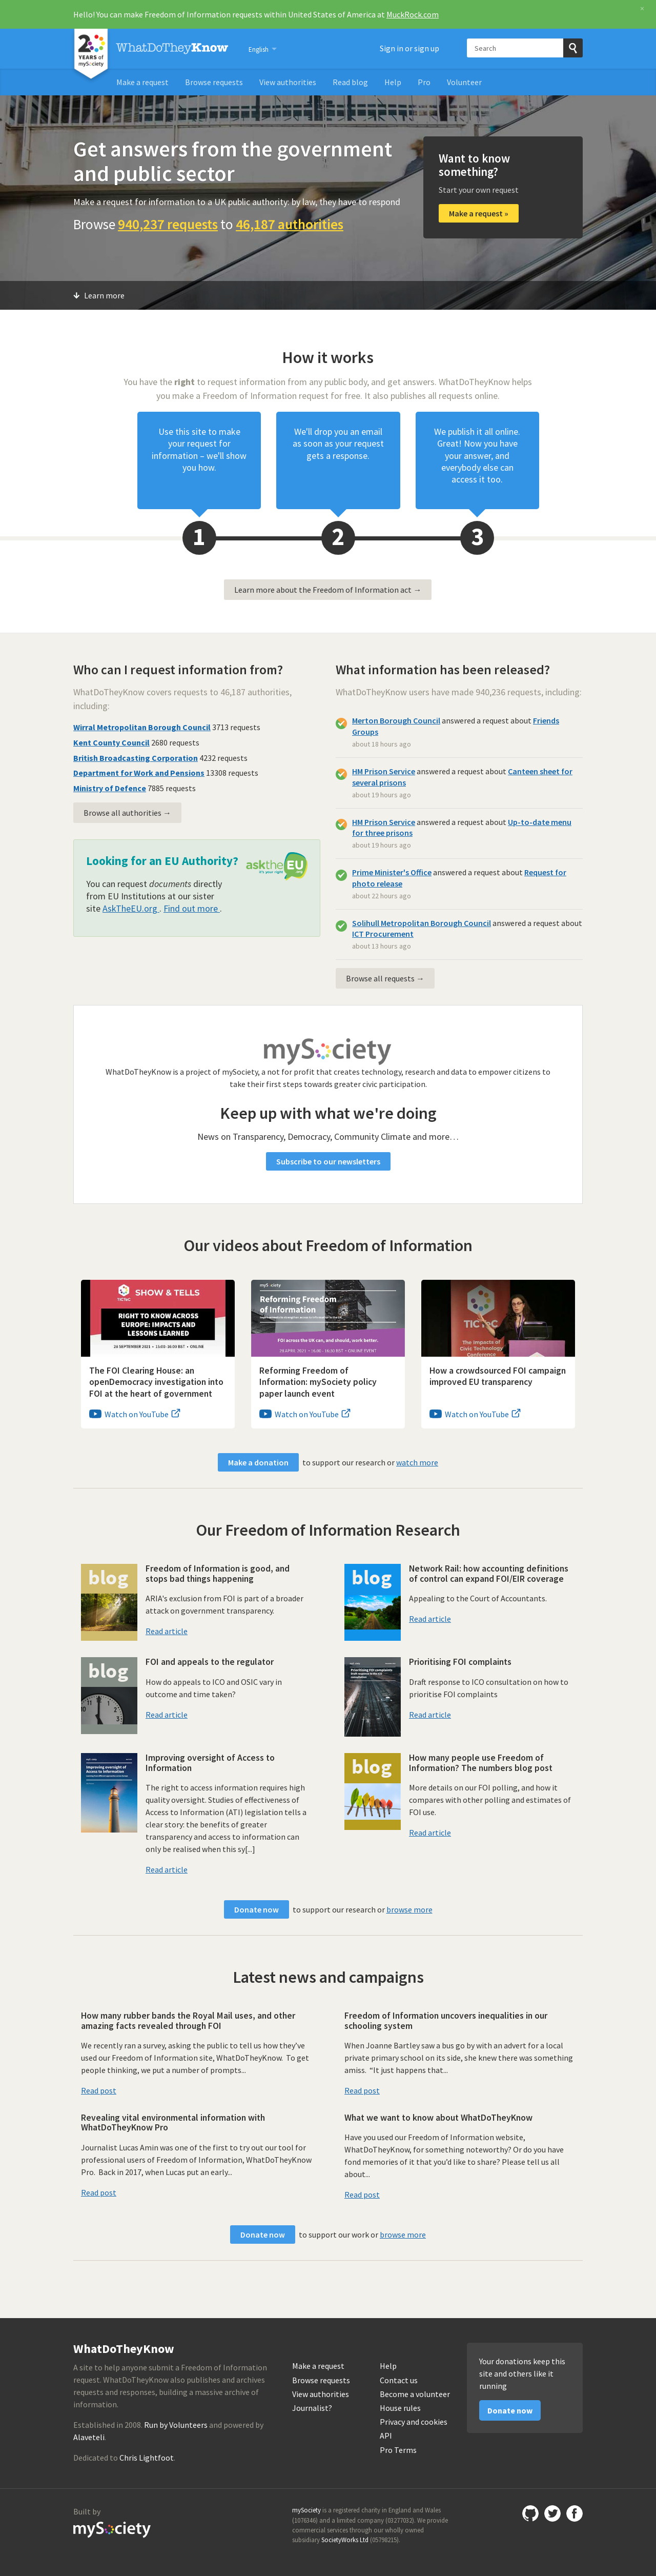 Hello! You can make Freedom of Information requests within United States of America at MuckRock.com
×
20
YEARS of
mySociety
WhatDoTheyKnow
English
Sign in or sign up
Search
Make a request
Browse requests
View authorities
Read blog
Help
Pro
Volunteer
Get answers from the government
and public sector
Make a request for information to a UK public authority: by law, they have to respond
Browse 940,237 requests to 46,187 authorities
Want to know
something?
Start your own request
Make a request »
Learn more
How it works
You have the right to request information from any public body, and get answers. WhatDoTheyKnow helps
you make a Freedom of Information request for free. It also publishes all requests online.
Use this site to make
your request for
information – we'll show
you how.
We'll drop you an email
as soon as your request
gets a response.
We publish it all online.
Great! Now you have
your answer, and
everybody else can
access it too.
1
2
3
Learn more about the Freedom of Information act →
Who can I request information from?
WhatDoTheyKnow covers requests to 46,187 authorities,
including:
Wirral Metropolitan Borough Council 3713 requests
Kent County Council 2680 requests
British Broadcasting Corporation 4232 requests
Department for Work and Pensions 13308 requests
Ministry of Defence 7885 requests
Browse all authorities →
Looking for an EU Authority?
asktheEU
it's your right
You can request documents directly
from EU Institutions at our sister
site AskTheEU.org . Find out more .
What information has been released?
WhatDoTheyKnow users have made 940,236 requests, including:
Merton Borough Council answered a request about Friends
Groups
about 18 hours ago
HM Prison Service answered a request about Canteen sheet for
several prisons
about 19 hours ago
HM Prison Service answered a request about Up-to-date menu
for three prisons
about 19 hours ago
Prime Minister's Office answered a request about Request for
photo release
about 22 hours ago
Solihull Metropolitan Borough Council answered a request about
ICT Procurement
about 13 hours ago
Browse all requests →
mySociety
WhatDoTheyKnow is a project of mySociety, a not for profit that creates technology, research and data to empower citizens to
take their first steps towards greater civic participation.
Keep up with what we're doing
News on Transparency, Democracy, Community Climate and more…
Subscribe to our newsletters
Our videos about Freedom of Information
TICTeC
SHOW & TELLS
RIGHT TO KNOW ACROSS
EUROPE: IMPACTS AND
LESSONS LEARNED
The FOI Clearing House: an
openDemocracy investigation into
FOI at the heart of government
Watch on YouTube
mySociety
Reforming Freedom
of Information
FOI across the UK can, and should, work better.
Reforming Freedom of
Information: mySociety policy
paper launch event
Watch on YouTube
TICTeC
The Impacts of
Civic Technology
Conference
How a crowdsourced FOI campaign
improved EU transparency
Watch on YouTube
Make a donation to support our research or watch more
Our Freedom of Information Research
blog
Freedom of Information is good, and
stops bad things happening
ARIA's exclusion from FOI is part of a broader
attack on government transparency.
Read article
blog
Network Rail: how accounting definitions
of control can expand FOI/EIR coverage
Appealing to the Court of Accountants.
Read article
blog
FOI and appeals to the regulator
How do appeals to ICO and OSIC vary in
outcome and time taken?
Read article
Prioritising FOI complaints
Prioritising FOI complaints
Draft response to ICO consultation on how to
prioritise FOI complaints
Read article
Improving oversight of
Access to Information
Improving oversight of Access to
Information
The right to access information requires high
quality oversight. Studies of effectiveness of
Access to Information (ATI) legislation tells a
clear story: the benefits of greater
transparency and access to information can
only be realised when this sy[...]
Read article
blog
How many people use Freedom of
Information? The numbers blog post
More details on our FOI polling, and how it
compares with other polling and estimates of
FOI use.
Read article
Donate now to support our research or browse more
Latest news and campaigns
How many rubber bands the Royal Mail uses, and other
amazing facts revealed through FOI
We recently ran a survey, asking the public to tell us how they've
used our Freedom of Information site, WhatDoTheyKnow. To get
people thinking, we put a number of prompts...
Read post
Freedom of Information uncovers inequalities in our
schooling system
When Joanne Bartley saw a bus go by with an advert for a local
private primary school on its side, she knew there was something
amiss. "It just happens that...
Read post
Revealing vital environmental information with
WhatDoTheyKnow Pro
Journalist Lucas Amin was one of the first to try out our tool for
professional users of Freedom of Information, WhatDoTheyKnow
Pro. Back in 2017, when Lucas put an early...
Read post
What we want to know about WhatDoTheyKnow
Have you used our Freedom of Information website,
WhatDoTheyKnow, for something noteworthy? Or do you have
fond memories of it that you'd like to share? Please tell us all
about...
Read post
Donate now to support our work or browse more
WhatDoTheyKnow
A site to help anyone submit a Freedom of Information
request. WhatDoTheyKnow also publishes and archives
requests and responses, building a massive archive of
information.
Established in 2008. Run by Volunteers and powered by
Alaveteli.
Dedicated to Chris Lightfoot.
Make a request
Browse requests
View authorities
Journalist?
Help
Contact us
Become a volunteer
House rules
Privacy and cookies
API
Pro Terms
Your donations keep this
site and others like it
running
Donate now
Built by
mySociety
mySociety is a registered charity in England and Wales
(1076346) and a limited company (03277032). We provide
commercial services through our wholly owned
subsidiary SocietyWorks Ltd (05798215).